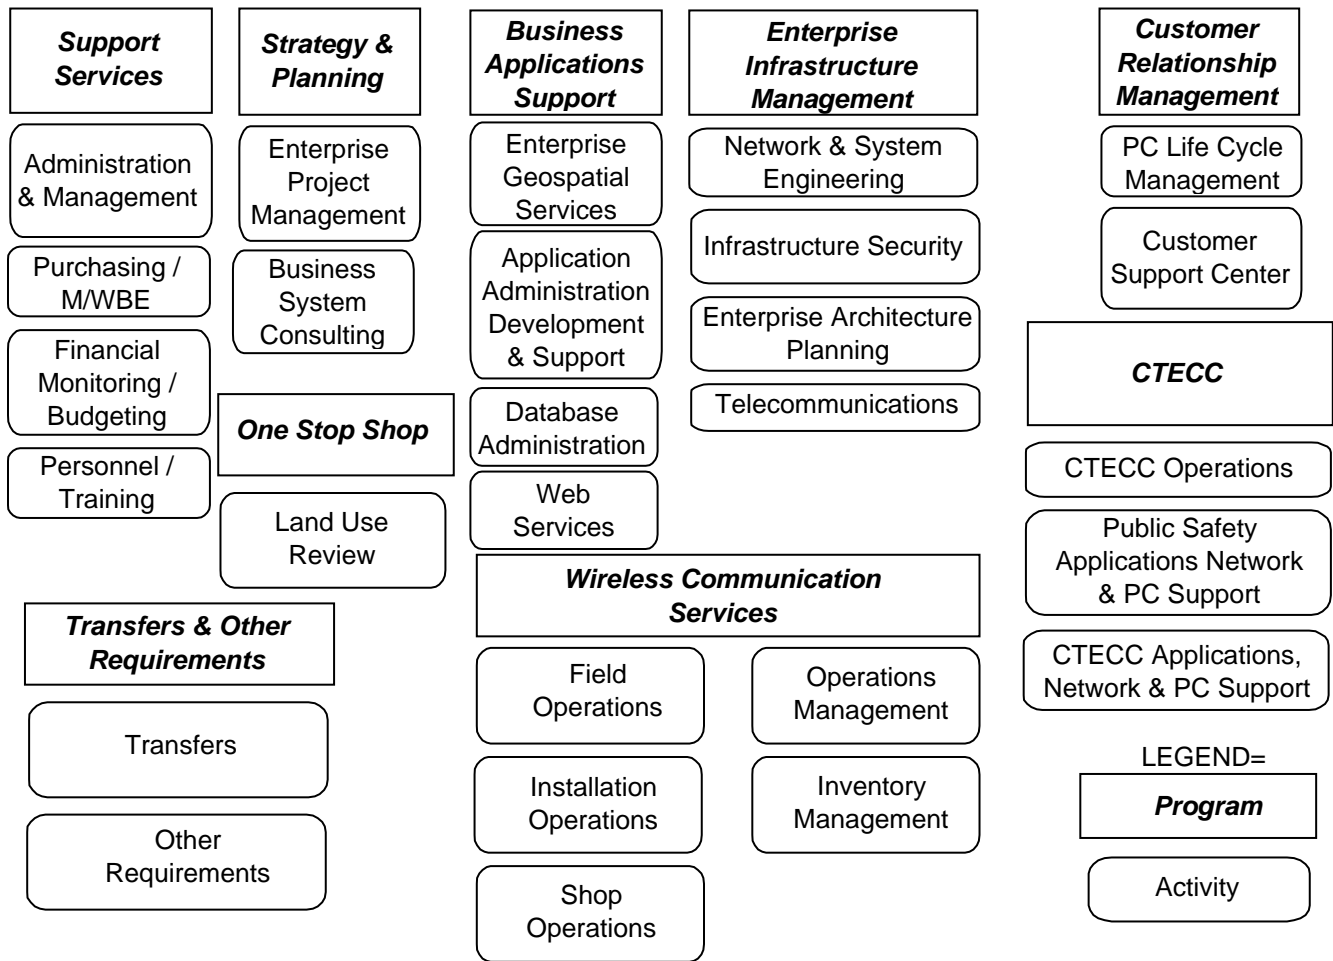 Support
Services
Administration
& Management
Purchasing /
M/WBE
Financial
Monitoring /
Budgeting
Personnel /
Training
Strategy &
Planning
Enterprise
Project
Management
Business
System
Consulting
One Stop Shop
Land Use
Review
Transfers & Other
Requirements
Transfers
Other
Requirements
Business
Applications
Support
Enterprise
Geospatial
Services
Application
Administration
Development
& Support
Database
Administration
Web
Services
Enterprise
Infrastructure
Management
Network & System
Engineering
Infrastructure Security
Enterprise Architecture
Planning
Telecommunications
Wireless Communication
Services
Field
Operations
Installation
Operations
Shop
Operations
Operations
Management
Inventory
Management
Customer
Relationship
Management
PC Life Cycle
Management
Customer
Support Center
CTECC
CTECC Operations
Public Safety
Applications Network
& PC Support
CTECC Applications,
Network & PC Support
LEGEND=
Program
Activity